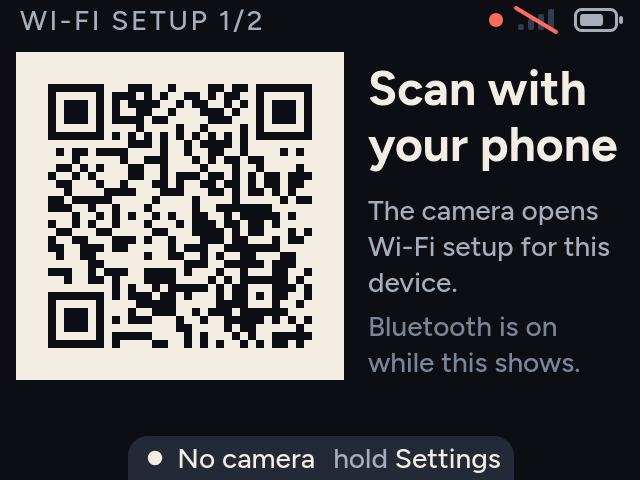 WI-FI SETUP 1/2
Scan with
your phone
The camera opens
Wi-Fi setup for this
device.
Bluetooth is on
while this shows.
No camera hold Settings